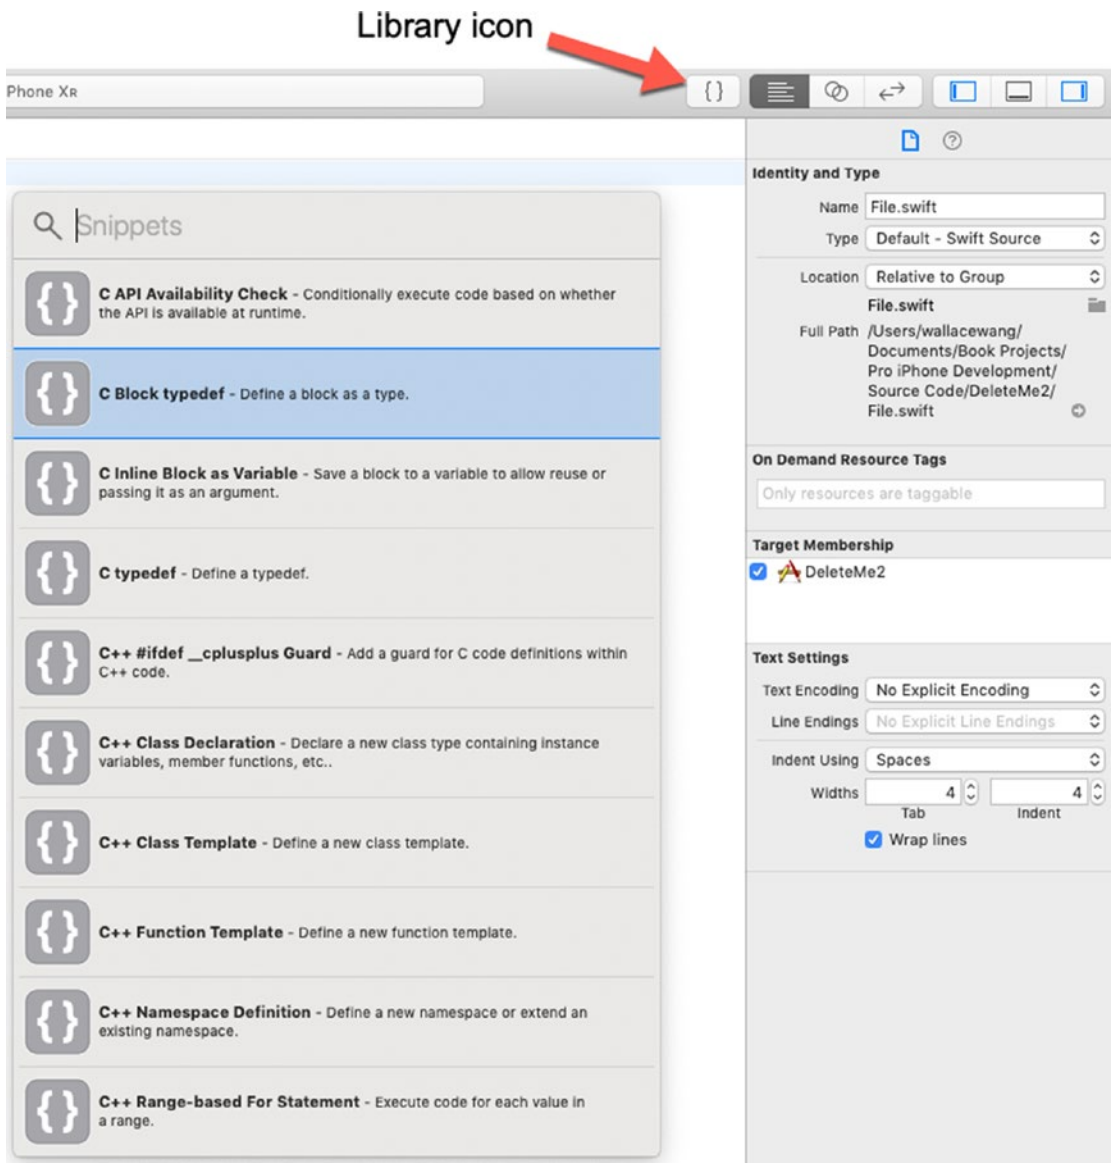 Library icon
Phone XR
{ }
Snippets
{ } C API Availability Check - Conditionally execute code based on whether
the API is available at runtime.
{ } C Block typedef - Define a block as a type.
{ } C Inline Block as Variable - Save a block to a variable to allow reuse or
passing it as an argument.
{ } C typedef - Define a typedef.
{ } C++ #ifdef __cplusplus Guard - Add a guard for C code definitions within
C++ code.
{ } C++ Class Declaration - Declare a new class type containing instance
variables, member functions, etc..
{ } C++ Class Template - Define a new class template.
{ } C++ Function Template - Define a new function template.
{ } C++ Namespace Definition - Define a new namespace or extend an
existing namespace.
{ } C++ Range-based For Statement - Execute code for each value in
a range.
?
Identity and Type
Name File.swift
Type Default - Swift Source
Location Relative to Group
File.swift
Full Path /Users/wallacewang/
Documents/Book Projects/
Pro iPhone Development/
Source Code/DeleteMe2/
File.swift
On Demand Resource Tags
Only resources are taggable
Target Membership
DeleteMe2
Text Settings
Text Encoding No Explicit Encoding
Line Endings No Explicit Line Endings
Indent Using Spaces
Widths 4 4
Tab Indent
Wrap lines